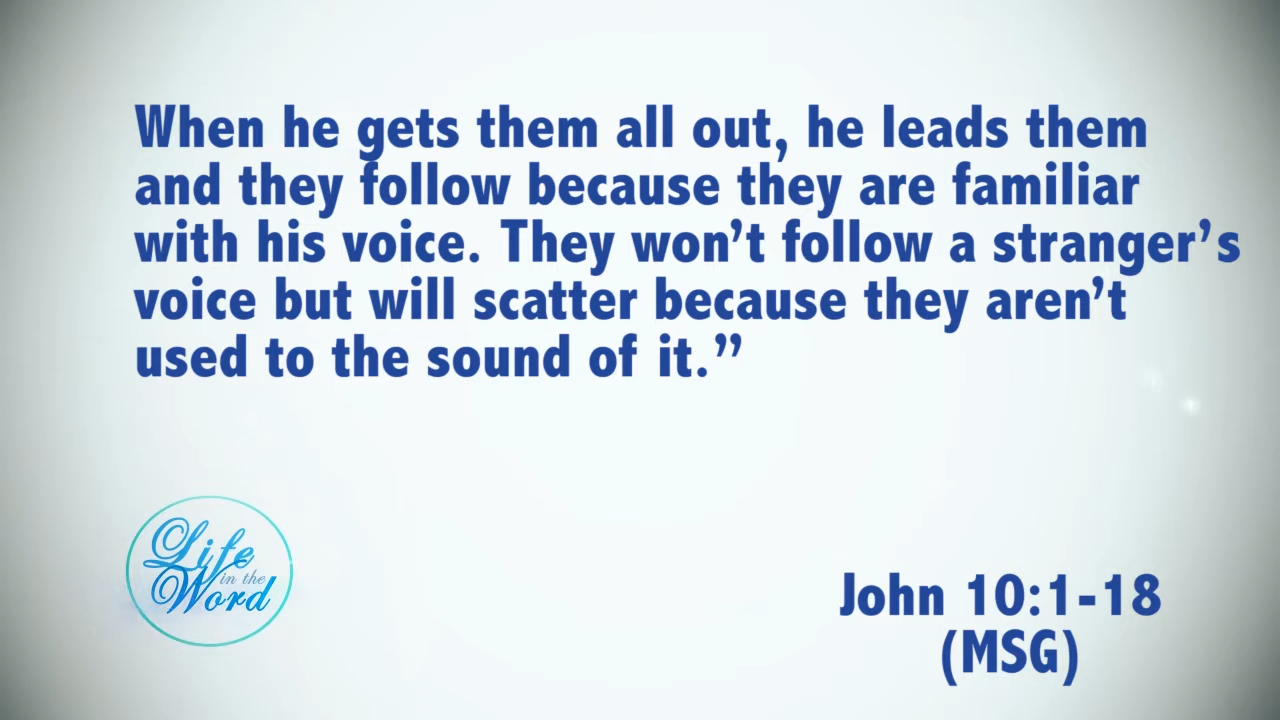 When he gets them all out, he leads them
and they follow because they are familiar
with his voice. They won’t follow a stranger’s
voice but will scatter because they aren’t
used to the sound of it.”
Life
in the
Word
John 10:1-18
(MSG)